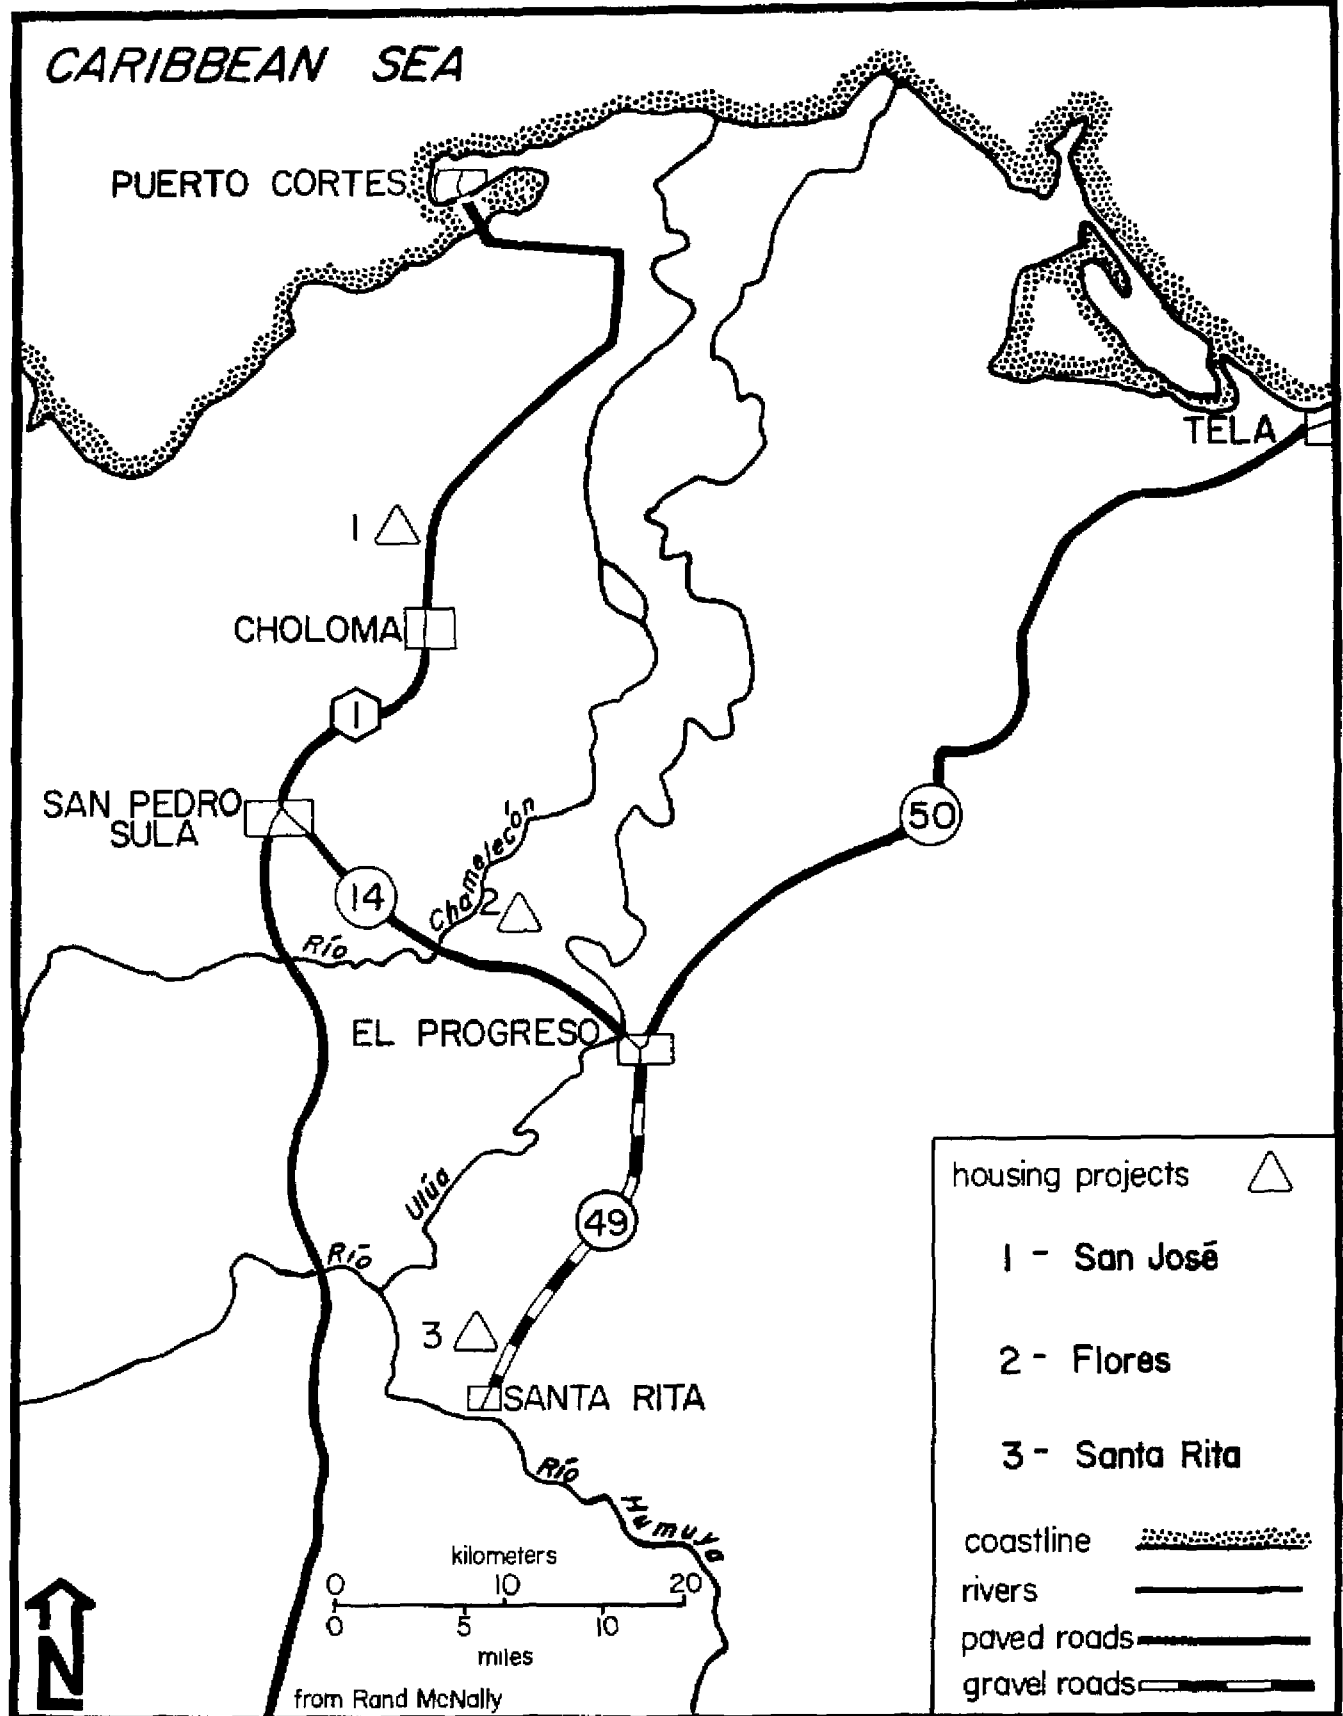 CARIBBEAN SEA
PUERTO CORTES
TELA
1
CHOLOMA
1
SAN PEDRO
SULA
50
14
Chamelecón
2
Río
EL PROGRESO
Ulúa
49
Río
3
SANTA RITA
Río
Humuya
housing projects
1 - San José
2 - Flores
3 - Santa Rita
coastline
rivers
paved roads
gravel roads
kilometers
0 10 20
0 5 10
miles
N
from Rand McNally